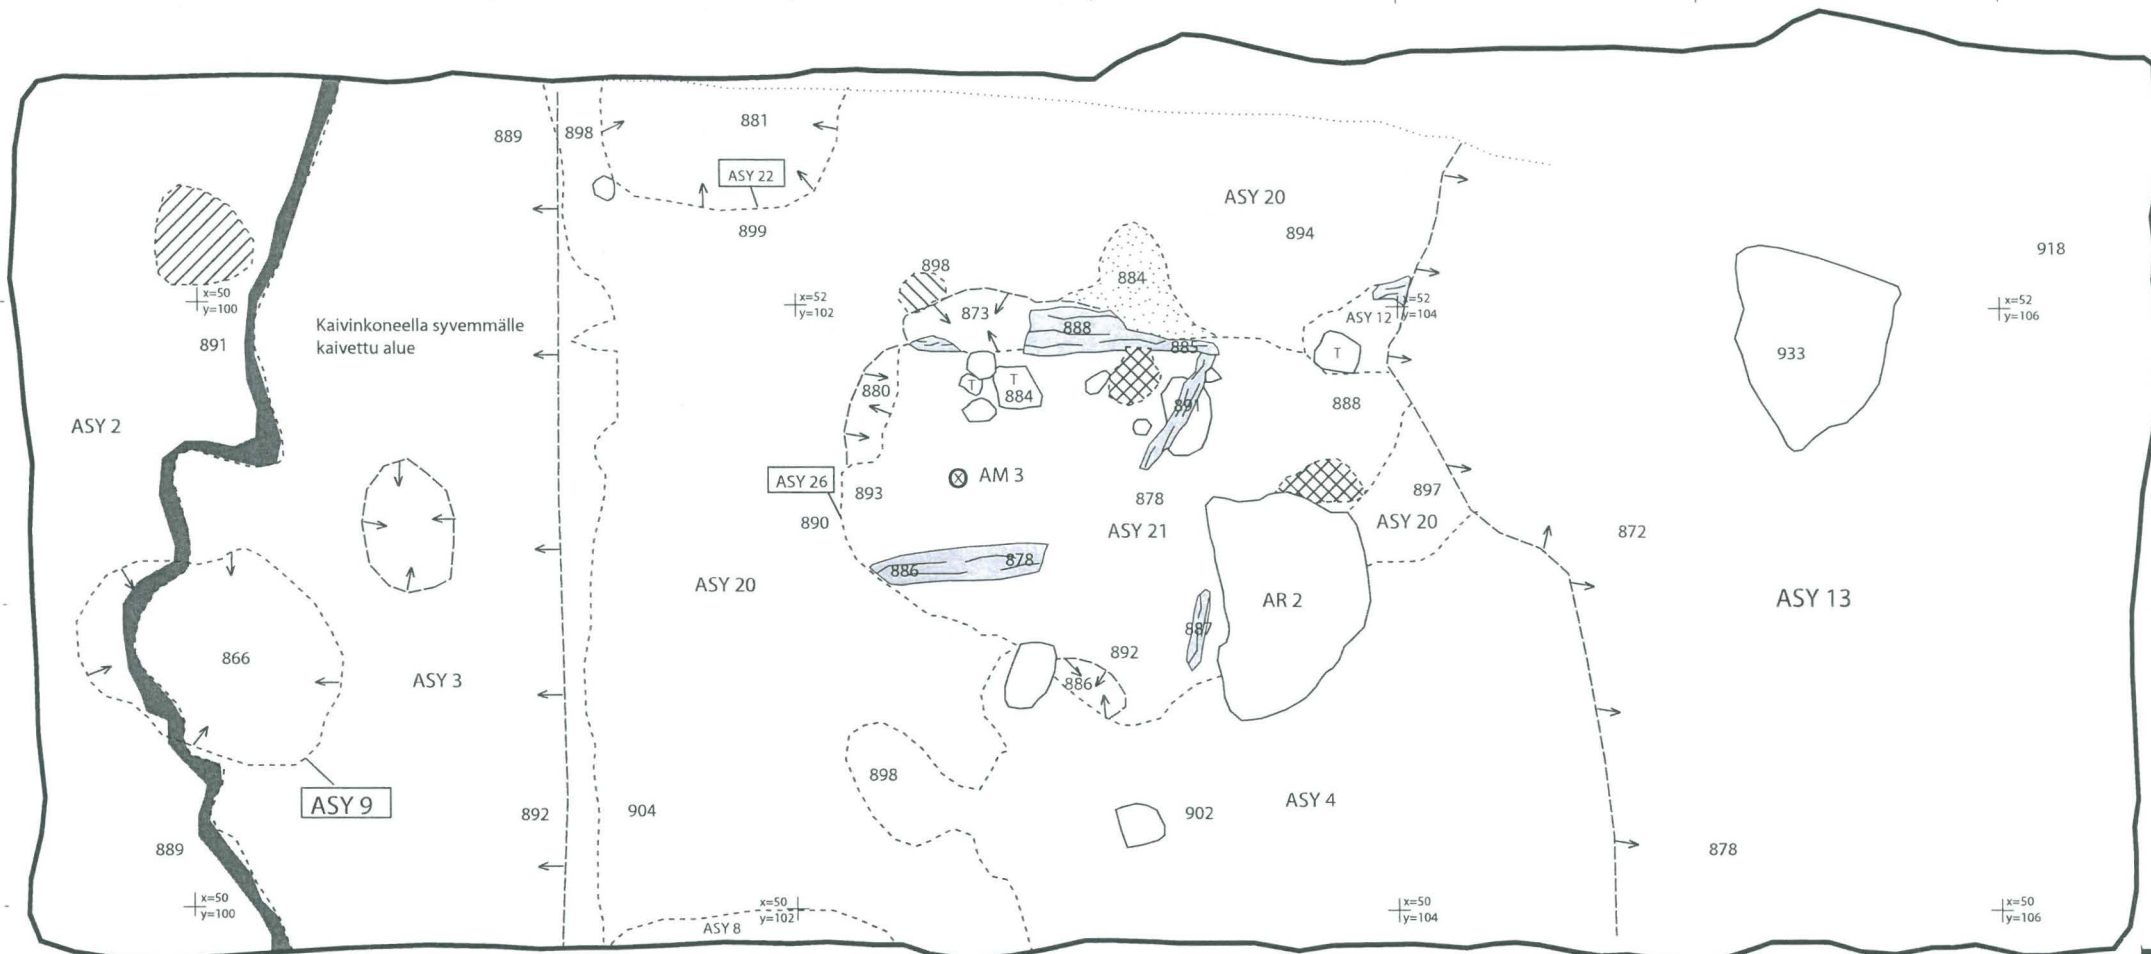 881
889
898
ASY 22
ASY 20
899
894
918
898
884
x=50
y=100
x=52
y=102
873
888
885
ASY 12
x=52
y=104
x=52
y=106
Kaivinkoneella syvemmälle
kaivettu alue
891
T
933
T
T
884
880
891
888
ASY 2
ASY 26
893
AM 3
878
897
890
ASY 21
ASY 20
872
886
878
ASY 20
AR 2
ASY 13
887
866
892
ASY 3
886
898
ASY 9
892
904
902
ASY 4
889
878
x=50
y=100
x=50
y=102
x=50
y=104
x=50
y=106
ASY 8